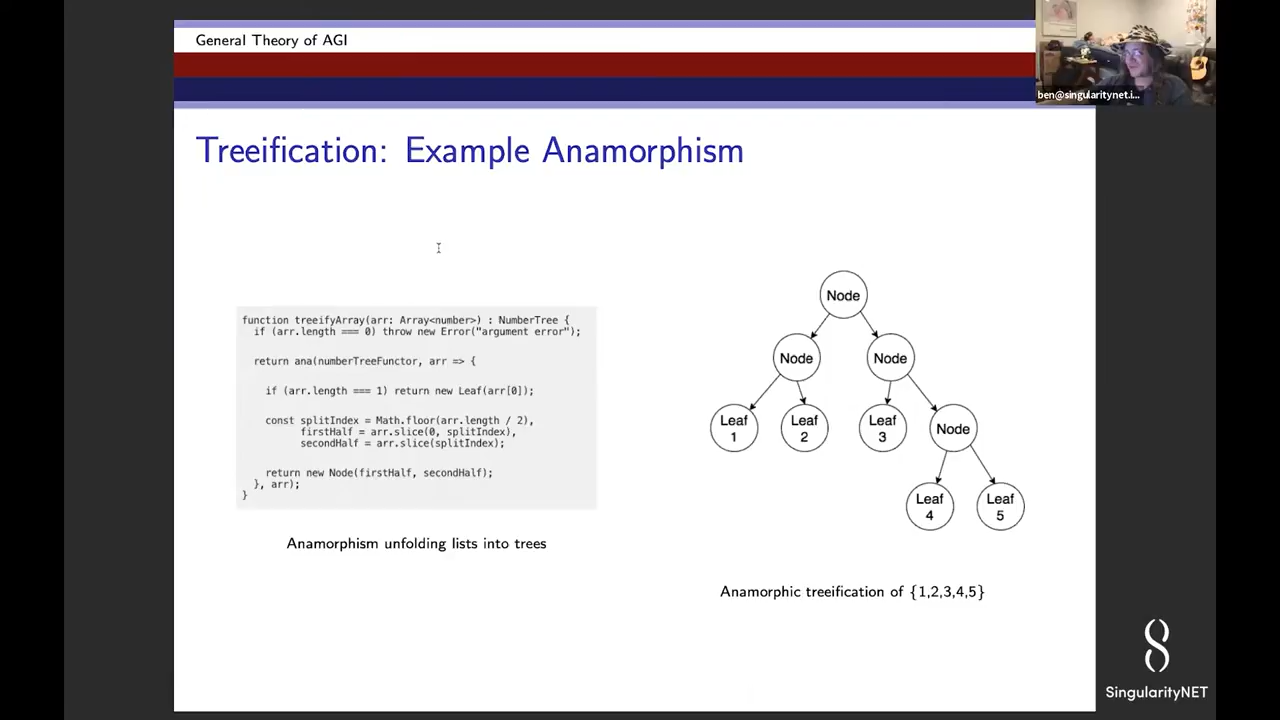 General Theory of AGI
ben@singularitynet.i...
Treeification: Example Anamorphism
function treeifyArray(arr: Array<number>) : NumberTree {
if (arr.length === 0) throw new Error("argument error");
return ana(numberTreeFunctor, arr => {
if (arr.length === 1) return new Leaf(arr[0]);
const splitIndex = Math.floor(arr.length / 2),
firstHalf = arr.slice(0, splitIndex),
secondHalf = arr.slice(splitIndex);
return new Node(firstHalf, secondHalf);
}, arr);
}
Anamorphism unfolding lists into trees
Node
Node
Node
Leaf
1
Leaf
2
Leaf
3
Node
Leaf
4
Leaf
5
Anamorphic treeification of {1,2,3,4,5}
SingularityNET